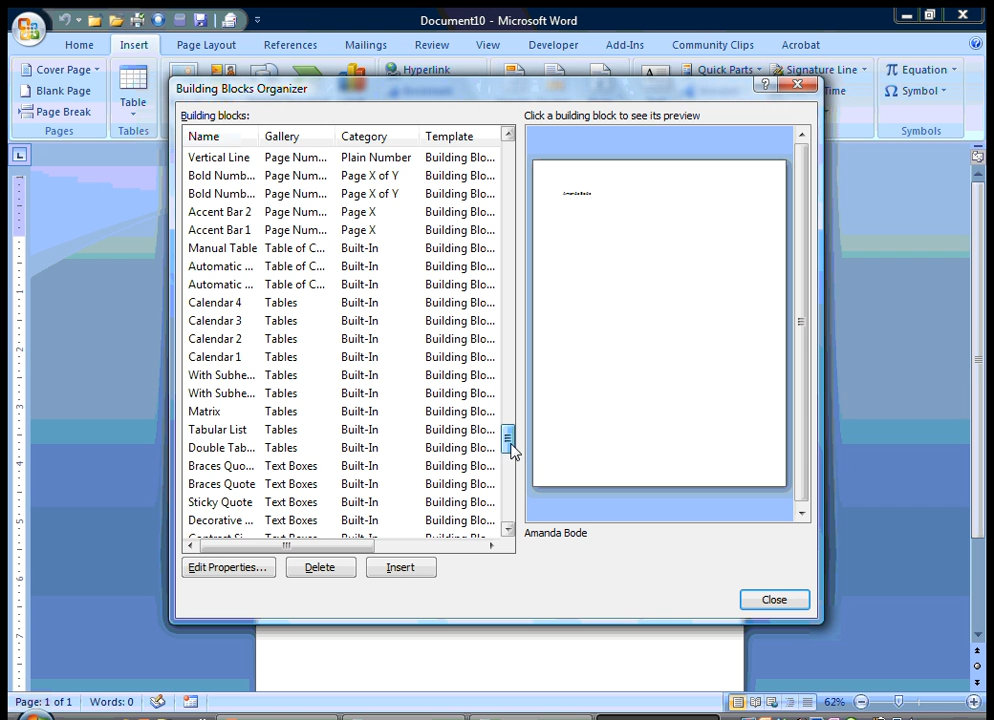 Document10 - Microsoft Word
Home Insert Page Layout References Mailings Review View Developer Add-Ins Community Clips Acrobat
Cover Page
Blank Page
Page Break
Pages
Table
Tables
Hyperlink
Quick Parts
Signature Line
Time
Equation
Symbol
Symbols
Building Blocks Organizer
Building blocks:
Click a building block to see its preview
Name Gallery Category Template
Vertical Line Page Num... Plain Number Building Blo...
Bold Numb... Page Num... Page X of Y Building Blo...
Bold Numb... Page Num... Page X of Y Building Blo...
Accent Bar 2 Page Num... Page X Building Blo...
Accent Bar 1 Page Num... Page X Building Blo...
Manual Table Table of C... Built-In Building Blo...
Automatic ... Table of C... Built-In Building Blo...
Automatic ... Table of C... Built-In Building Blo...
Calendar 4 Tables Built-In Building Blo...
Calendar 3 Tables Built-In Building Blo...
Calendar 2 Tables Built-In Building Blo...
Calendar 1 Tables Built-In Building Blo...
With Subhe... Tables Built-In Building Blo...
With Subhe... Tables Built-In Building Blo...
Matrix Tables Built-In Building Blo...
Tabular List Tables Built-In Building Blo...
Double Tab... Tables Built-In Building Blo...
Braces Quo... Text Boxes Built-In Building Blo...
Braces Quote Text Boxes Built-In Building Blo...
Sticky Quote Text Boxes Built-In Building Blo...
Decorative ... Text Boxes Built-In Building Blo...
Amanda Bode
Amanda Bode
Edit Properties... Delete Insert
Close
Page: 1 of 1 Words: 0 62%